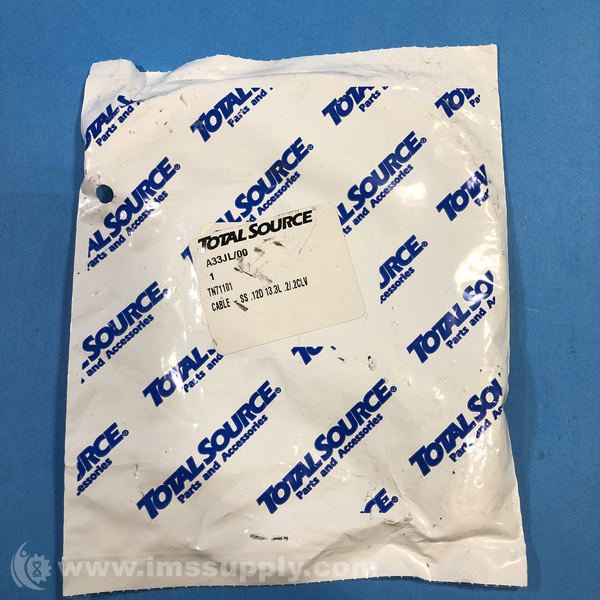 TOTAL SOURCE
Parts and
TOTAL SOURCE
Parts and Accessories
TOTAL SOURCE
A33JL/00
1
TN71181
CABLE - SS .12D 13.3L .2/.2CLV
TOTAL SOURCE®
Parts and Accessories
TOTAL SOURCE®
Parts and Accessories
TOTAL SOURCE®
Parts and Accessories
TOTAL SOURCE®
Parts and Accessories
www.imssupply.com